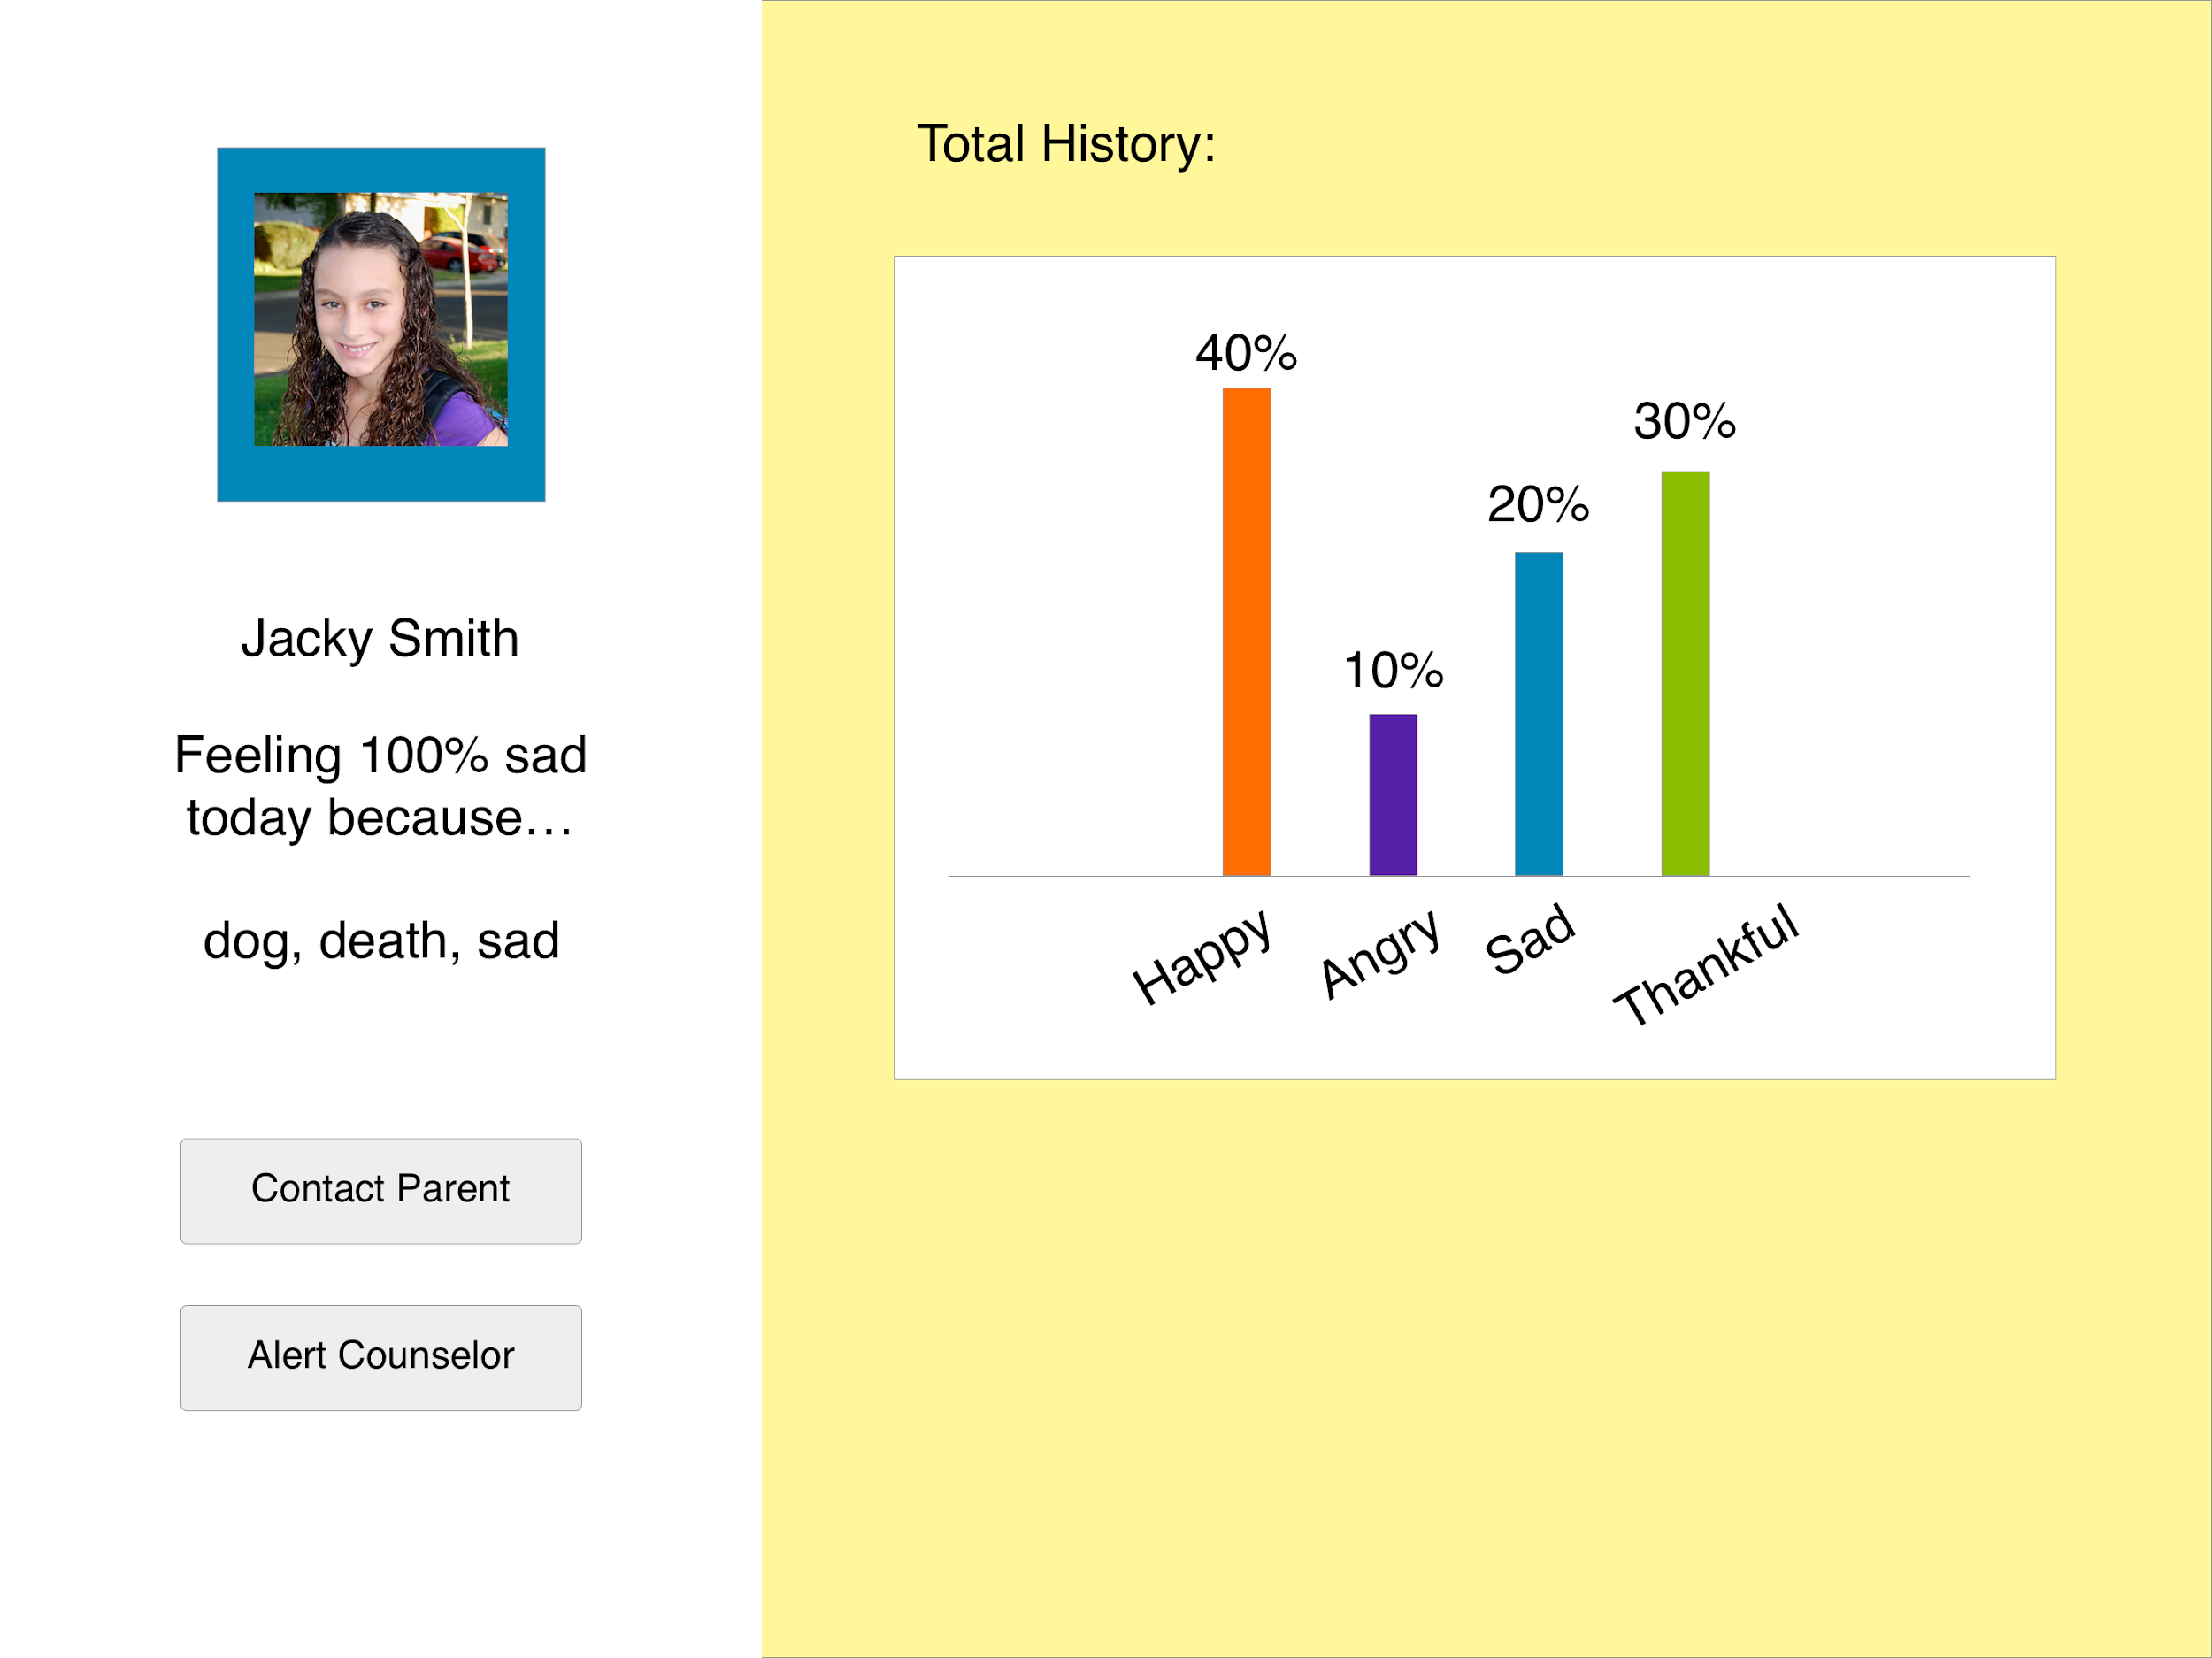 Jacky Smith
Feeling 100% sad
today because…
dog, death, sad
Contact Parent
Alert Counselor
Total History:
40%
10%
20%
30%
Happy
Angry
Sad
Thankful